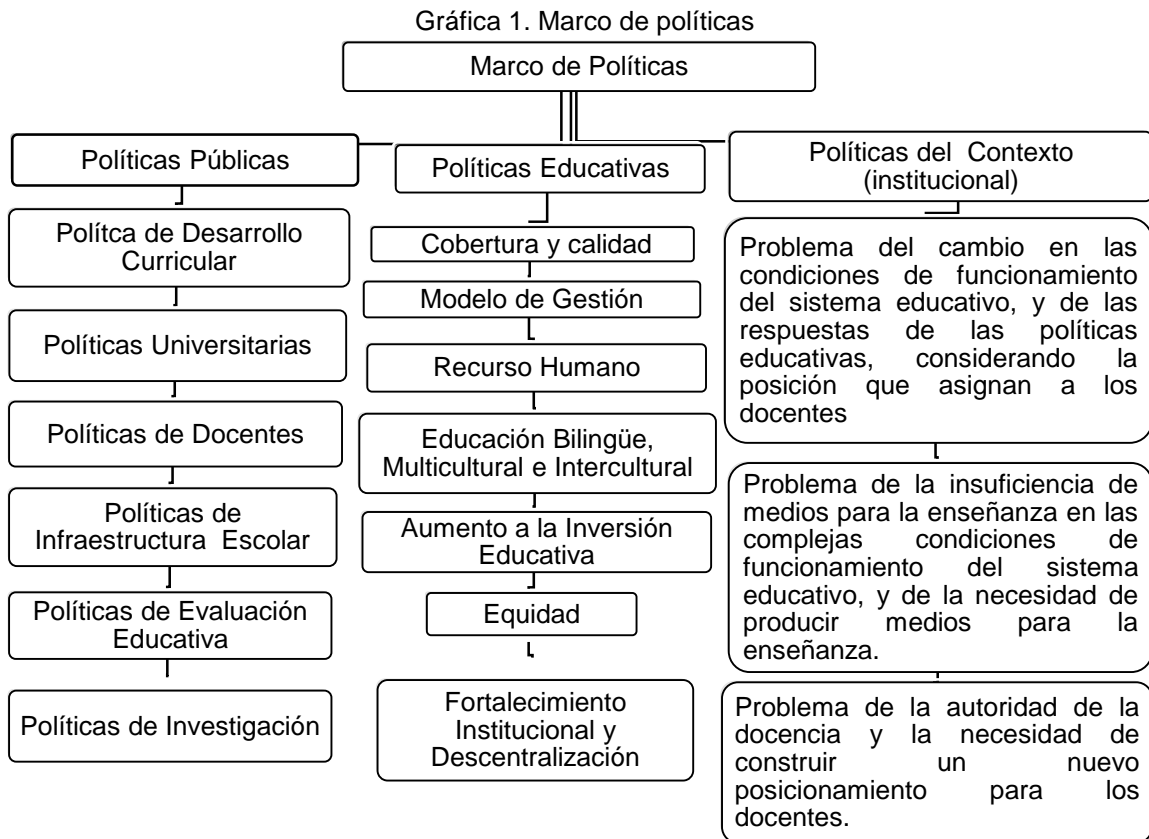 Gráfica 1. Marco de políticas
Marco de Políticas
Políticas Públicas
Polítca de Desarrollo
Curricular
Políticas Universitarias
Políticas de Docentes
Políticas de
Infraestructura Escolar
Políticas de Evaluación
Educativa
Políticas de Investigación
Políticas Educativas
Cobertura y calidad
Modelo de Gestión
Recurso Humano
Educación Bilingüe,
Multicultural e Intercultural
Aumento a la Inversión
Educativa
Equidad
Fortalecimiento
Institucional y
Descentralización
Políticas del Contexto
(institucional)
Problema del cambio en las
condiciones de funcionamiento
del sistema educativo, y de las
respuestas de las políticas
educativas, considerando la
posición que asignan a los
docentes
Problema de la insuficiencia de
medios para la enseñanza en las
complejas condiciones de
funcionamiento del sistema
educativo, y de la necesidad de
producir medios para la
enseñanza.
Problema de la autoridad de la
docencia y la necesidad de
construir un nuevo
posicionamiento para los
docentes.